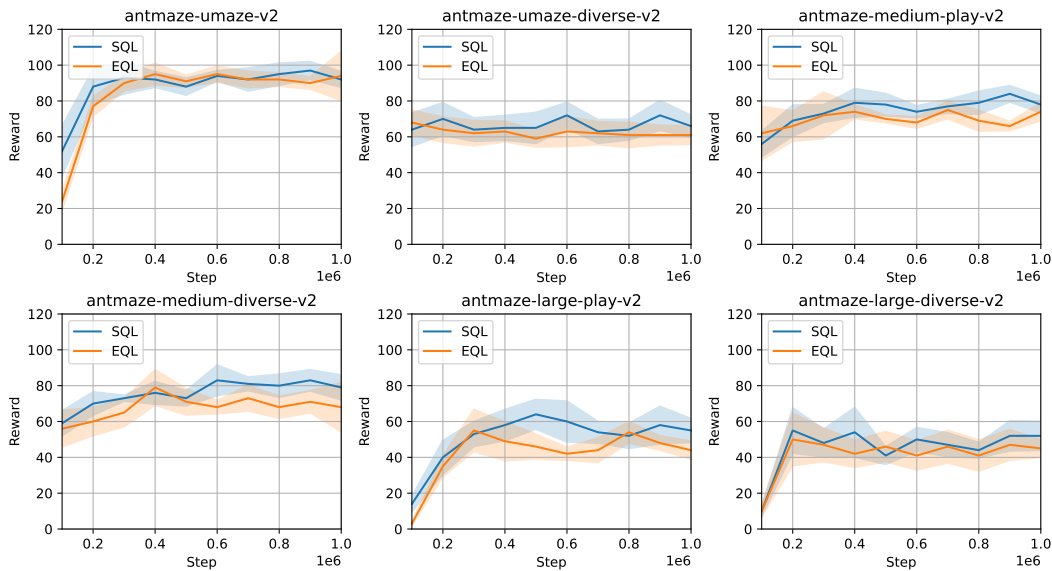 antmaze-umaze-v2
120
100
80
60
40
20
0
Reward
SQL
EQL
0.2 0.4 0.6 0.8 1.0
Step
1e6
antmaze-umaze-diverse-v2
120
100
80
60
40
20
0
Reward
SQL
EQL
0.2 0.4 0.6 0.8 1.0
Step
1e6
antmaze-medium-play-v2
120
100
80
60
40
20
0
Reward
SQL
EQL
0.2 0.4 0.6 0.8 1.0
Step
1e6
antmaze-medium-diverse-v2
120
100
80
60
40
20
0
Reward
SQL
EQL
0.2 0.4 0.6 0.8 1.0
Step
1e6
antmaze-large-play-v2
120
100
80
60
40
20
0
Reward
SQL
EQL
0.2 0.4 0.6 0.8 1.0
Step
1e6
antmaze-large-diverse-v2
120
100
80
60
40
20
0
Reward
SQL
EQL
0.2 0.4 0.6 0.8 1.0
Step
1e6